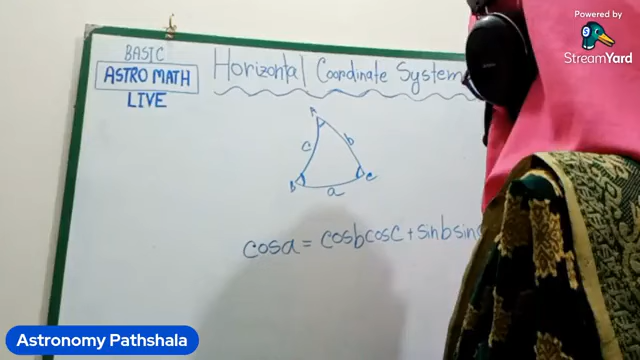 BASIC
ASTRO MATH
LIVE
Horizontal Coordinate System
A
c
b
B
a
C
cosa = cosbcosc + sinbsinc
Powered by
StreamYard
Astronomy Pathshala